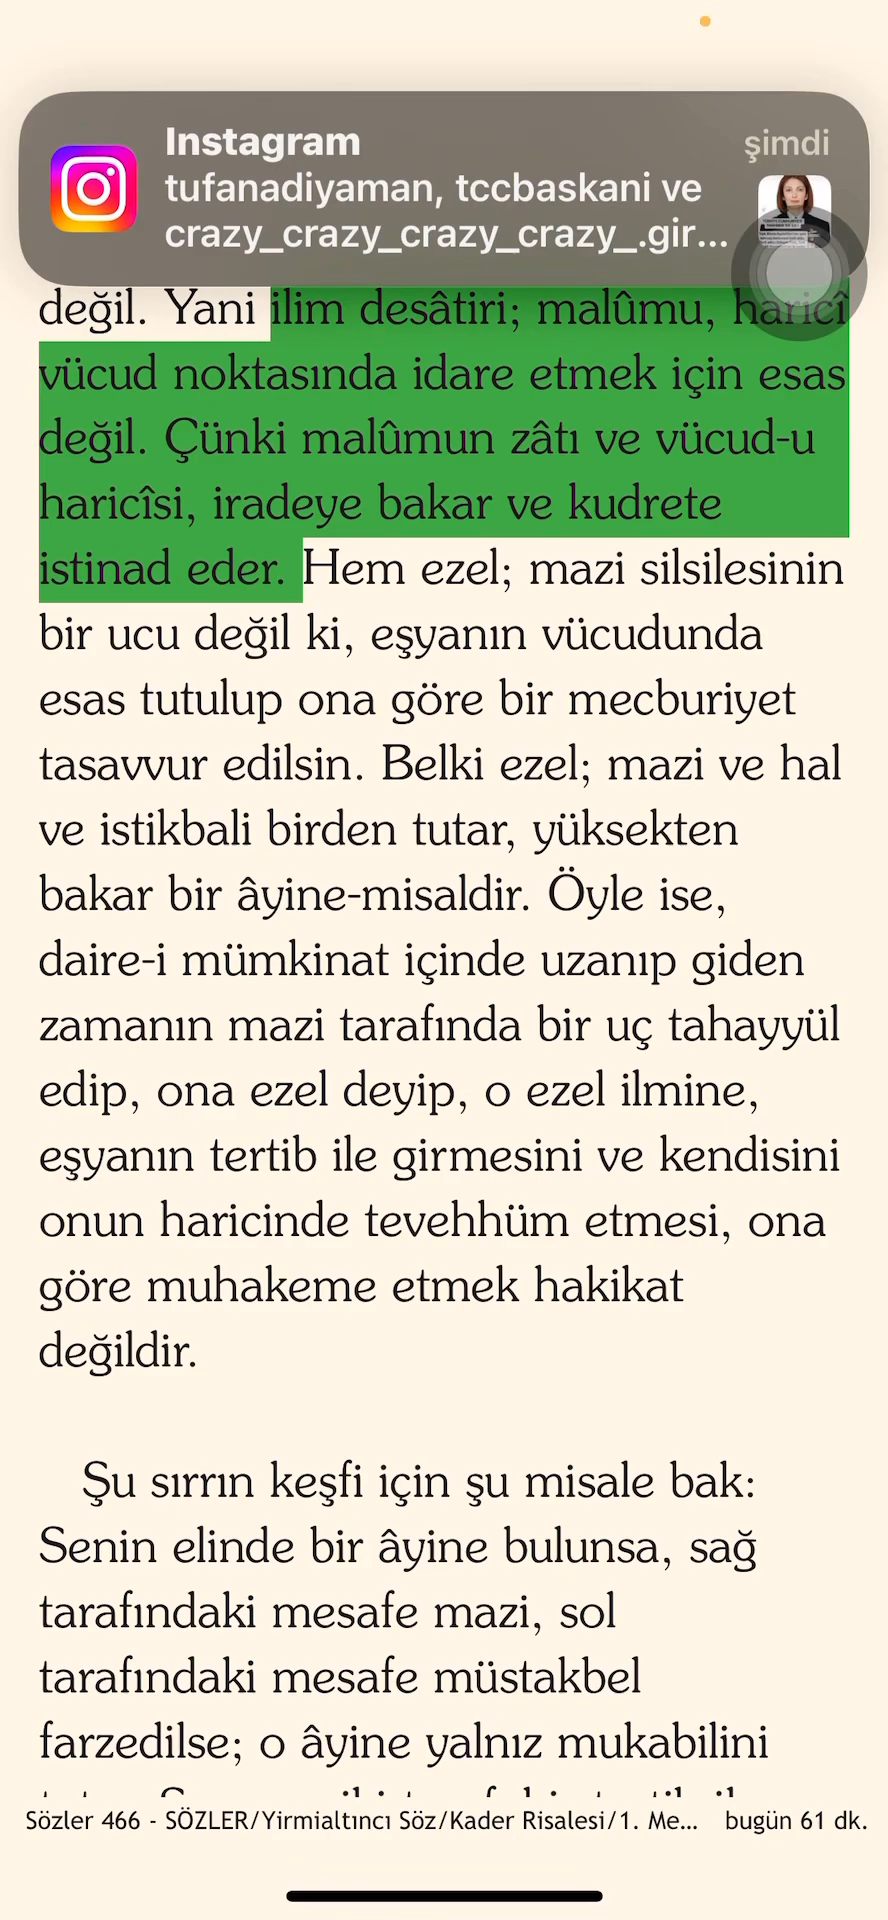 Instagram
şimdi
tufanadiyaman, tccbaskani ve
crazy_crazy_crazy_crazy_.gir...
değil. Yani ilim desâtiri; malûmu, haricî
vücud noktasında idare etmek için esas
değil. Çünki malûmun zâtı ve vücud-u
haricîsi, iradeye bakar ve kudrete
istinad eder. Hem ezel; mazi silsilesinin
bir ucu değil ki, eşyanın vücudunda
esas tutulup ona göre bir mecburiyet
tasavvur edilsin. Belki ezel; mazi ve hal
ve istikbali birden tutar, yüksekten
bakar bir âyine-misaldir. Öyle ise,
daire-i mümkinat içinde uzanıp giden
zamanın mazi tarafında bir uç tahayyül
edip, ona ezel deyip, o ezel ilmine,
eşyanın tertib ile girmesini ve kendisini
onun haricinde tevehhüm etmesi, ona
göre muhakeme etmek hakikat
değildir.
Şu sırrın keşfi için şu misale bak:
Senin elinde bir âyine bulunsa, sağ
tarafındaki mesafe mazi, sol
tarafındaki mesafe müstakbel
farzedilse; o âyine yalnız mukabilini
Sözler 466 - SÖZLER/Yirmialtıncı Söz/Kader Risalesi/1. Me... bugün 61 dk.